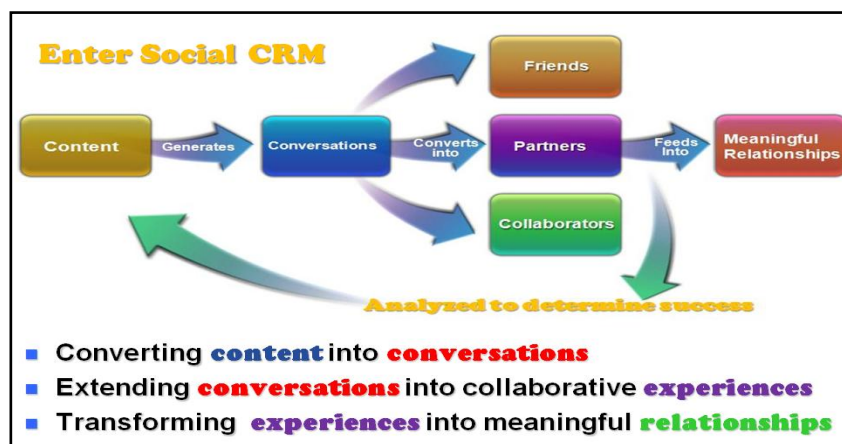 Enter Social CRM
Friends
Content
Generates
Conversations
Converts
into
Partners
Feeds
Into
Meaningful
Relationships
Collaborators
Analyzed to determine success
Converting content into conversations
Extending conversations into collaborative experiences
Transforming experiences into meaningful relationships